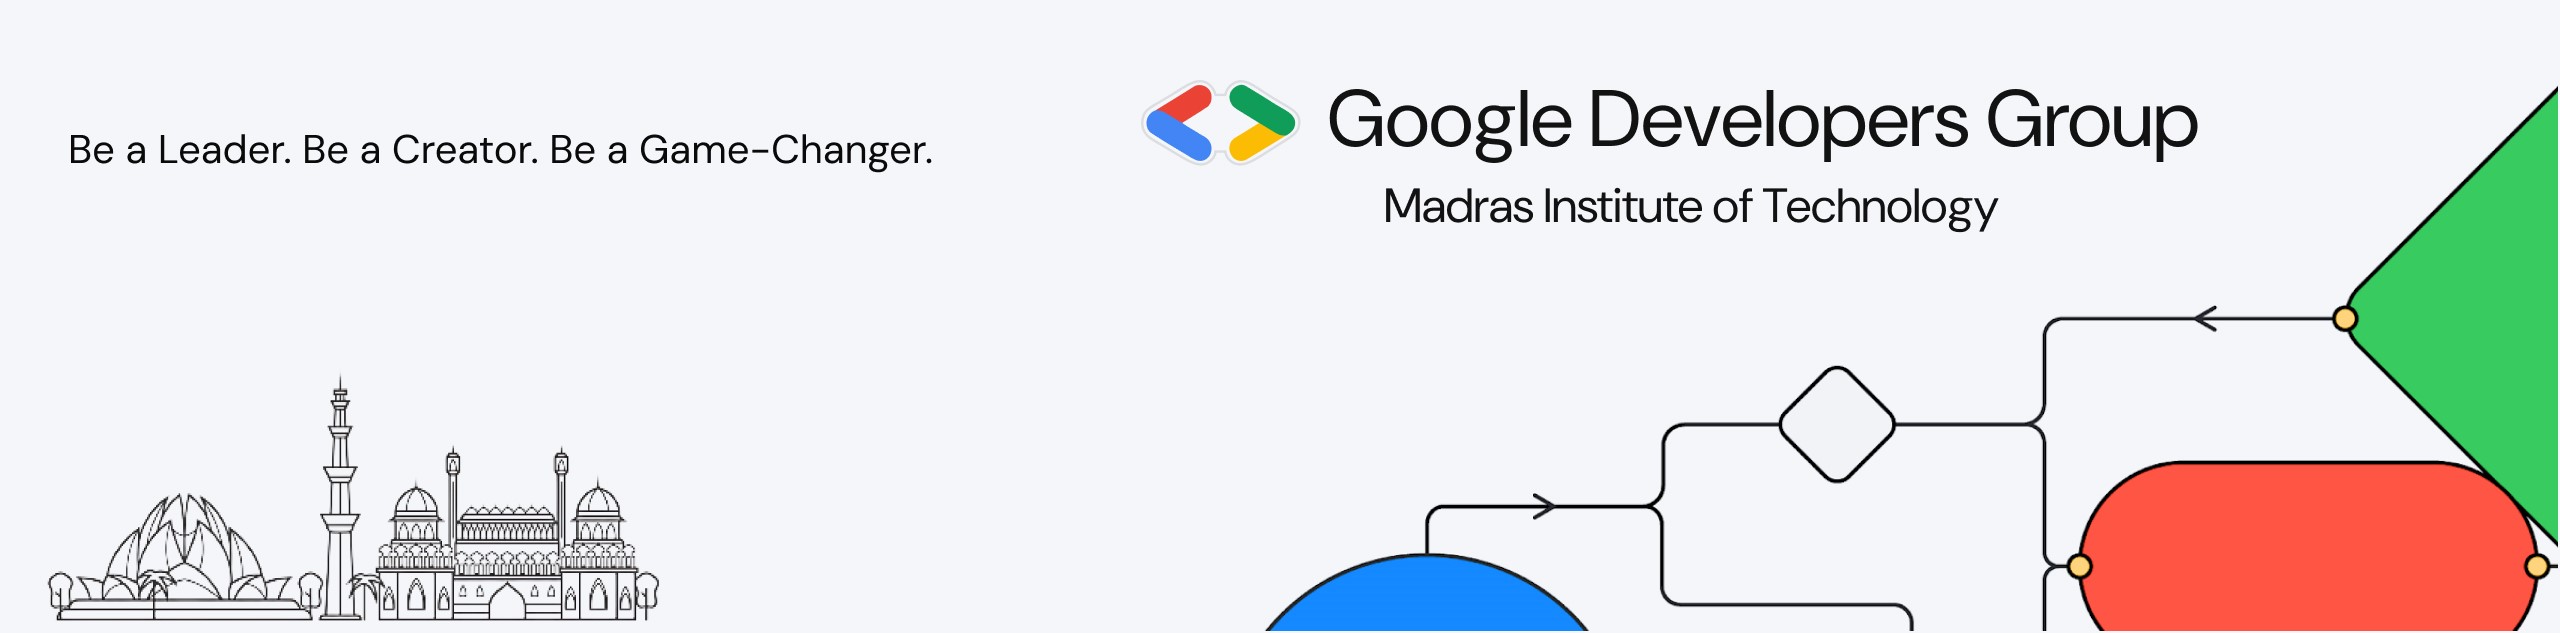 Be a Leader. Be a Creator. Be a Game-Changer.
Google Developers Group
Madras Institute of Technology